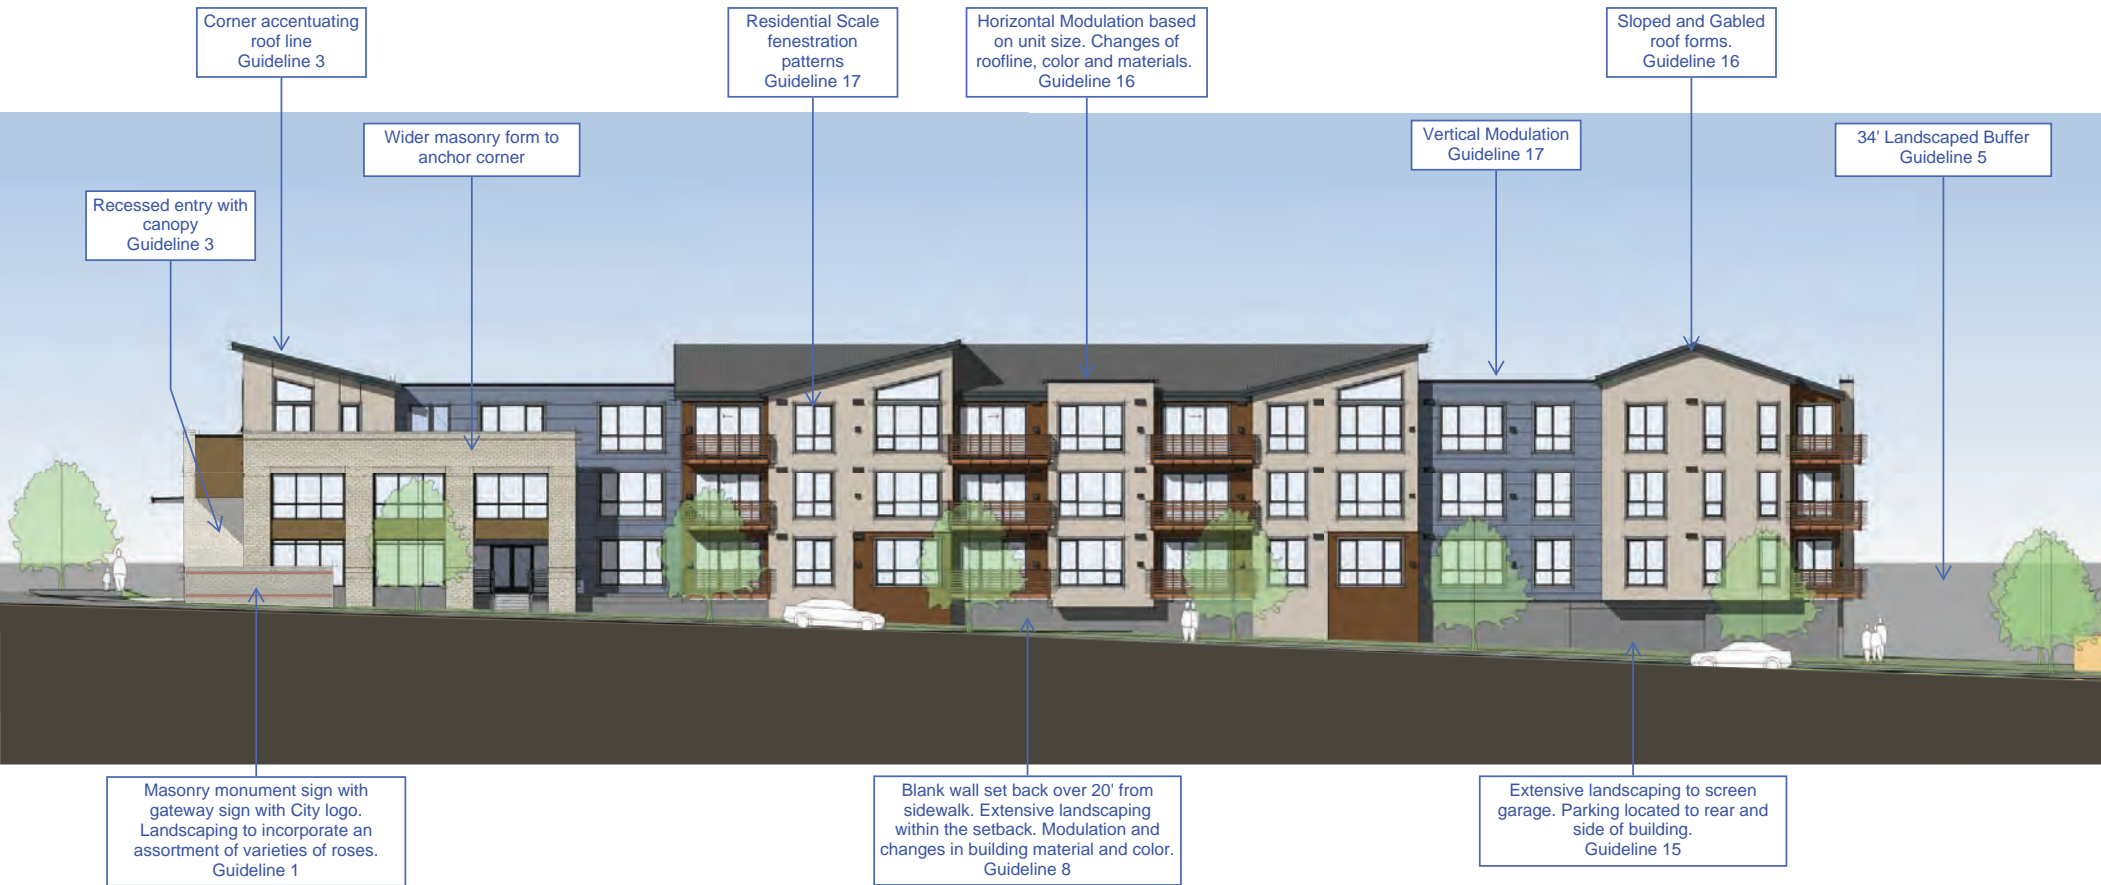 Corner accentuating
roof line
Guideline 3
Residential Scale
fenestration
patterns
Guideline 17
Horizontal Modulation based
on unit size. Changes of
roofline, color and materials.
Guideline 16
Sloped and Gabled
roof forms.
Guideline 16
Wider masonry form to
anchor corner
Vertical Modulation
Guideline 17
34' Landscaped Buffer
Guideline 5
Recessed entry with
canopy
Guideline 3
Masonry monument sign with
gateway sign with City logo.
Landscaping to incorporate an
assortment of varieties of roses.
Guideline 1
Blank wall set back over 20' from
sidewalk. Extensive landscaping
within the setback. Modulation and
changes in building material and color.
Guideline 8
Extensive landscaping to screen
garage. Parking located to rear and
side of building.
Guideline 15